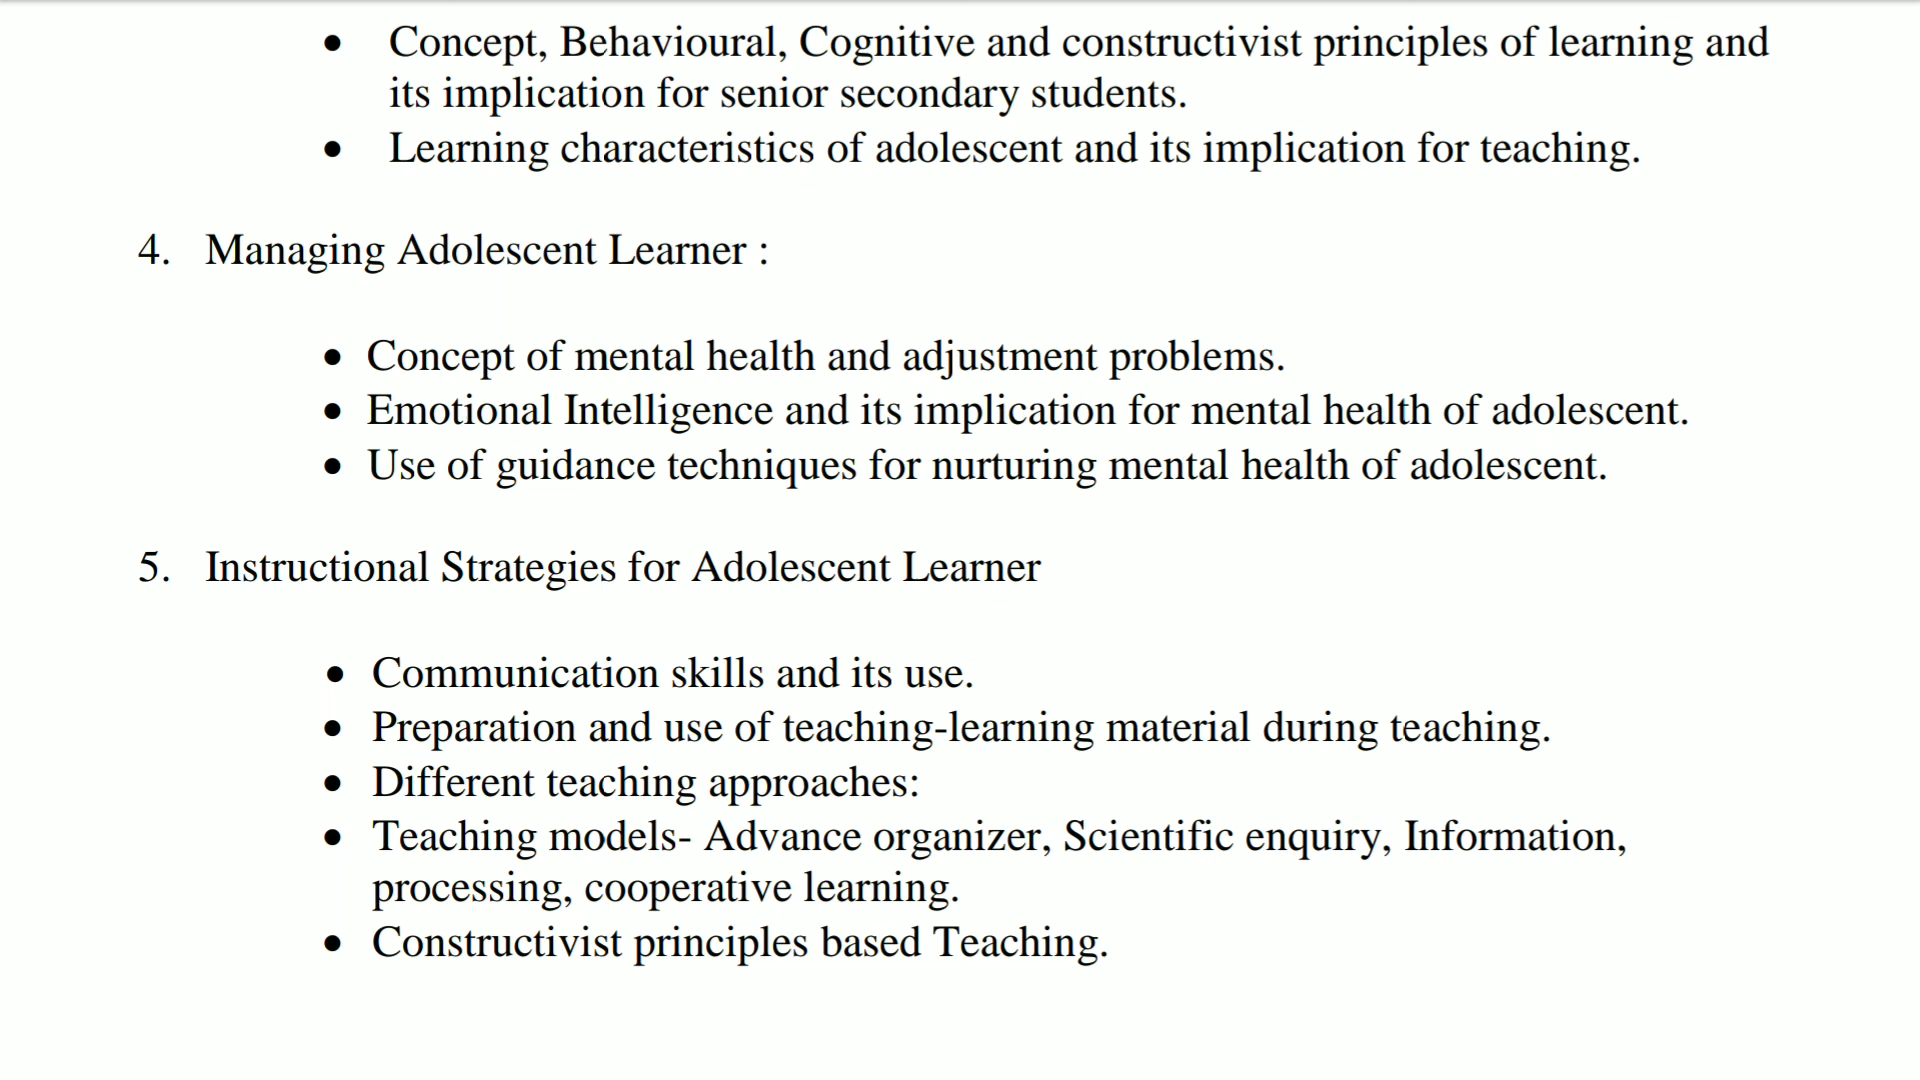 • Concept, Behavioural, Cognitive and constructivist principles of learning and
its implication for senior secondary students.
• Learning characteristics of adolescent and its implication for teaching.
4. Managing Adolescent Learner :
• Concept of mental health and adjustment problems.
• Emotional Intelligence and its implication for mental health of adolescent.
• Use of guidance techniques for nurturing mental health of adolescent.
5. Instructional Strategies for Adolescent Learner
• Communication skills and its use.
• Preparation and use of teaching-learning material during teaching.
• Different teaching approaches:
• Teaching models- Advance organizer, Scientific enquiry, Information,
processing, cooperative learning.
• Constructivist principles based Teaching.